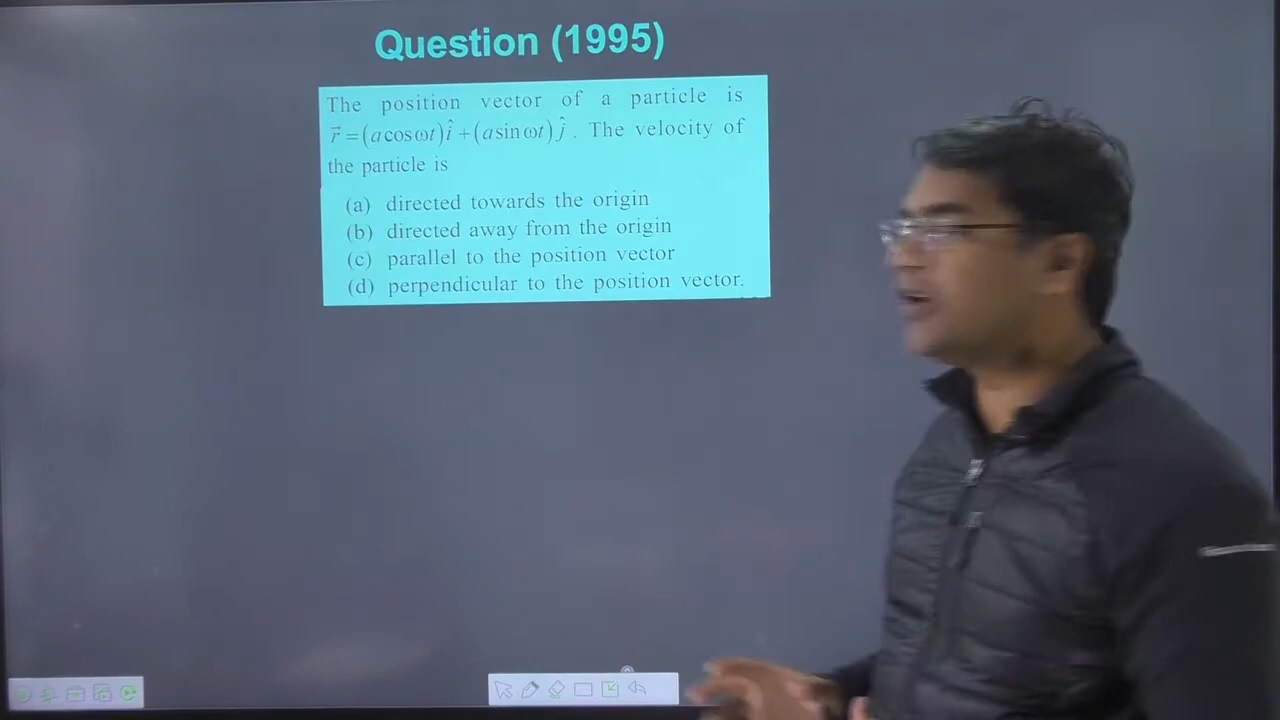 Question (1995)
The position vector of a particle is
r⃗ = (a cos ωt) î + (a sin ωt) ĵ . The velocity of
the particle is
(a) directed towards the origin
(b) directed away from the origin
(c) parallel to the position vector
(d) perpendicular to the position vector.